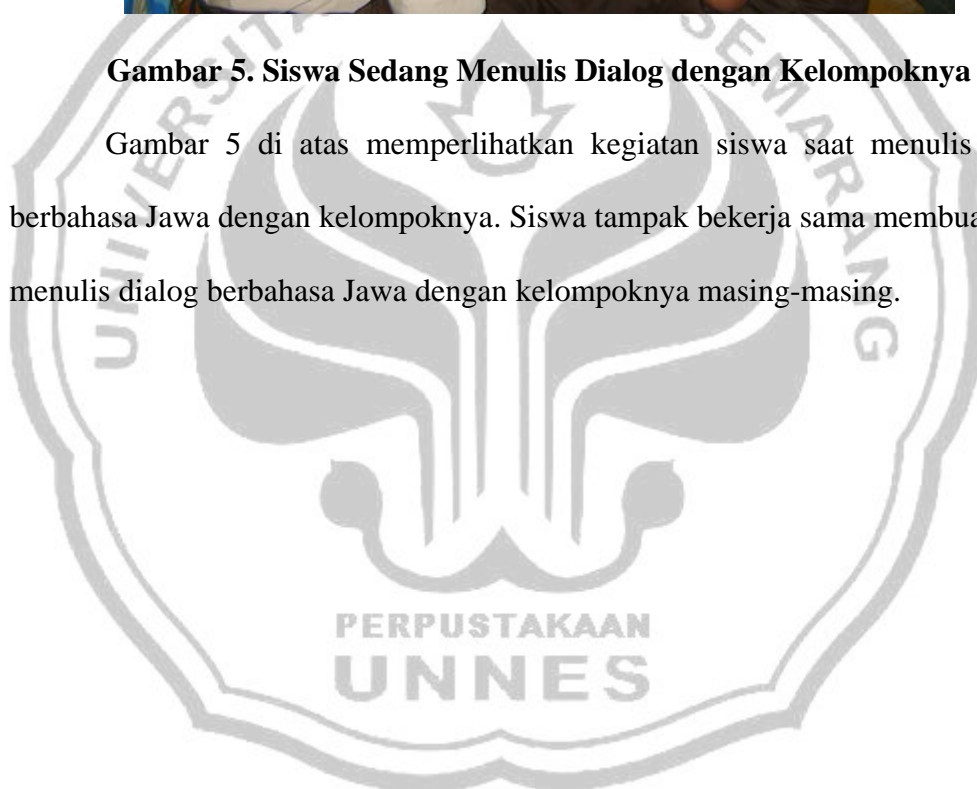 Gambar 5. Siswa Sedang Menulis Dialog dengan Kelompoknya
Gambar 5 di atas memperlihatkan kegiatan siswa saat menulis
berbahasa Jawa dengan kelompoknya. Siswa tampak bekerja sama
menulis dialog berbahasa Jawa dengan kelompoknya masing-masing.
PERPUSTAKAAN
UNNES